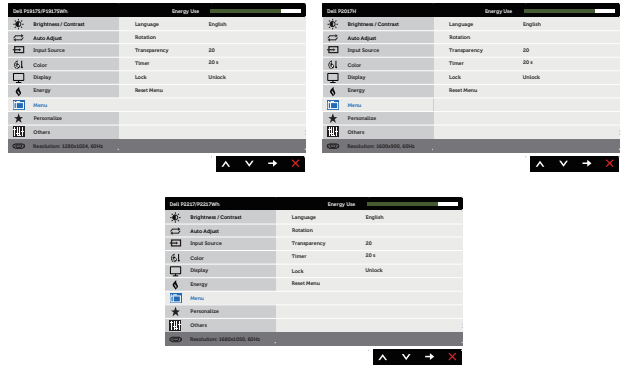 Dell P1917S/P1917SWh Energy Use
Brightness / Contrast Language English
Auto Adjust Rotation
Input Source Transparency 20
Color Timer 20 s
Display Lock Unlock
Energy Reset Menu
Menu
Personalize
Others
Resolution: 1280x1024, 60Hz
Dell P2017H Energy Use
Brightness / Contrast Language English
Auto Adjust Rotation
Input Source Transparency 20
Color Timer 20 s
Display Lock Unlock
Energy Reset Menu
Menu
Personalize
Others
Resolution: 1600x900, 60Hz
Dell P2217/P2217Wh Energy Use
Brightness / Contrast Language English
Auto Adjust Rotation
Input Source Transparency 20
Color Timer 20 s
Display Lock Unlock
Energy Reset Menu
Menu
Personalize
Others
Resolution: 1680x1050, 60Hz